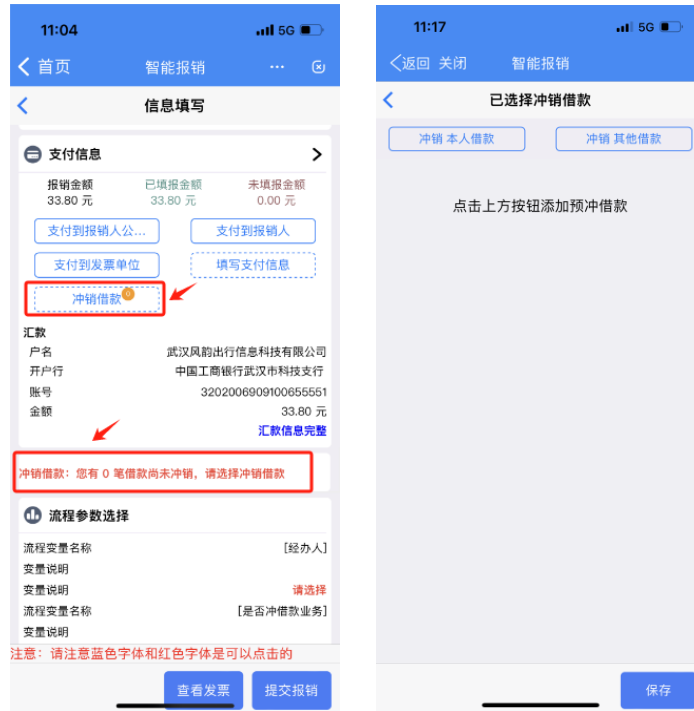 11:04
5G
首页
智能报销
信息填写
支付信息
报销金额 已填报金额 未填报金额
33.80 元 33.80 元 0.00 元
支付到报销人公... 支付到报销人
支付到发票单位 填写支付信息
冲销借款 0
汇款
户名 武汉风韵出行信息科技有限公司
开户行 中国工商银行武汉市科技支行
账号 3202006909100655551
金额 33.80 元
汇款信息完整
冲销借款：您有 0 笔借款尚未冲销，请选择冲销借款
流程参数选择
流程变量名称 [经办人]
变量说明
变量说明 请选择
流程变量名称 [是否冲借款业务]
变量说明
注意：请注意蓝色字体和红色字体是可以点击的
查看发票 提交报销
11:17
5G
返回 关闭 智能报销
已选择冲销借款
冲销 本人借款 冲销 其他借款
点击上方按钮添加预冲借款
保存